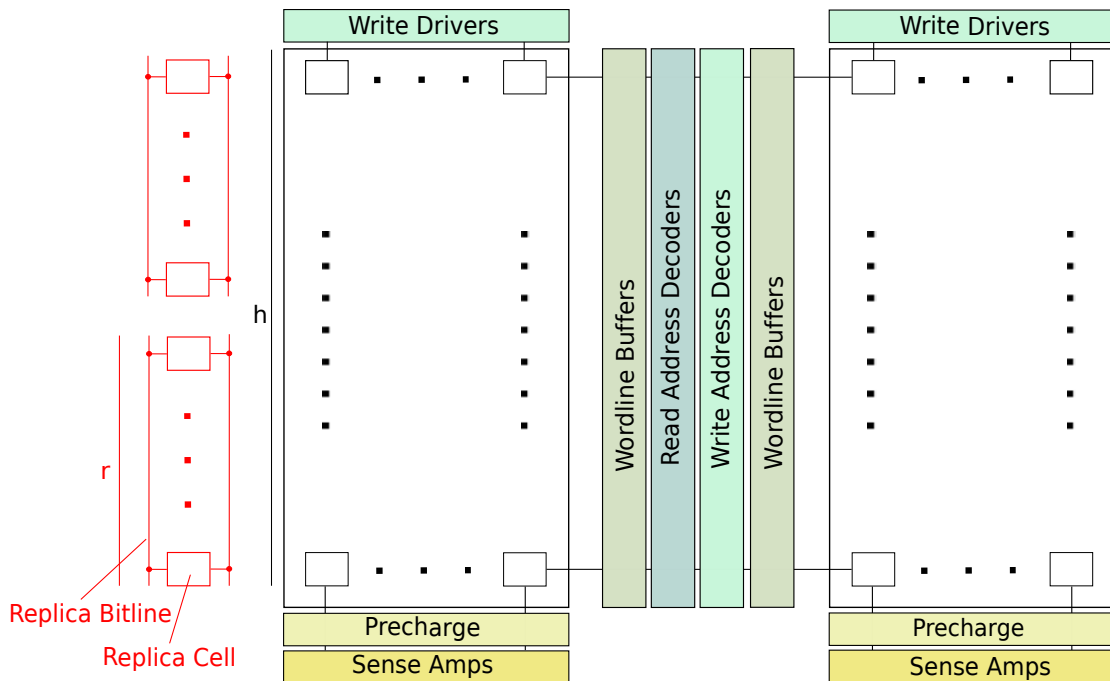 Write Drivers
Write Drivers
h
Wordline Buffers
Read Address Decoders
Write Address Decoders
Wordline Buffers
r
Replica Bitline
Replica Cell
Precharge
Precharge
Sense Amps
Sense Amps